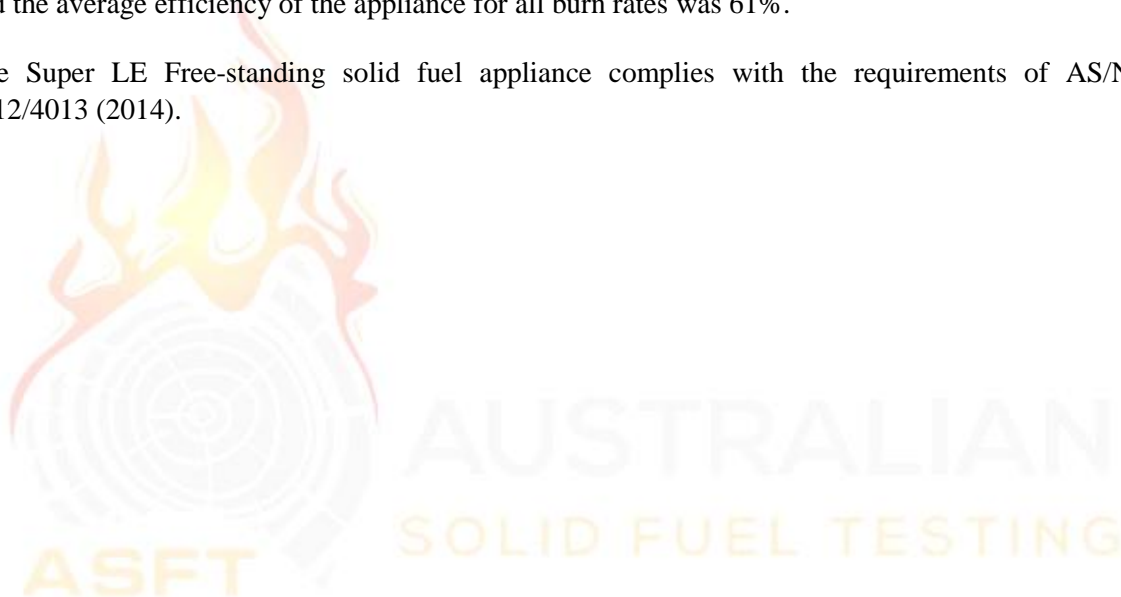 the average efficiency of the appliance for all burn rates was 61%.
Super LE Free-standing solid fuel appliance complies with the requirements of
12/4013 (2014).
AUSTRALIAN
SOLID FUEL TESTING
ASFT